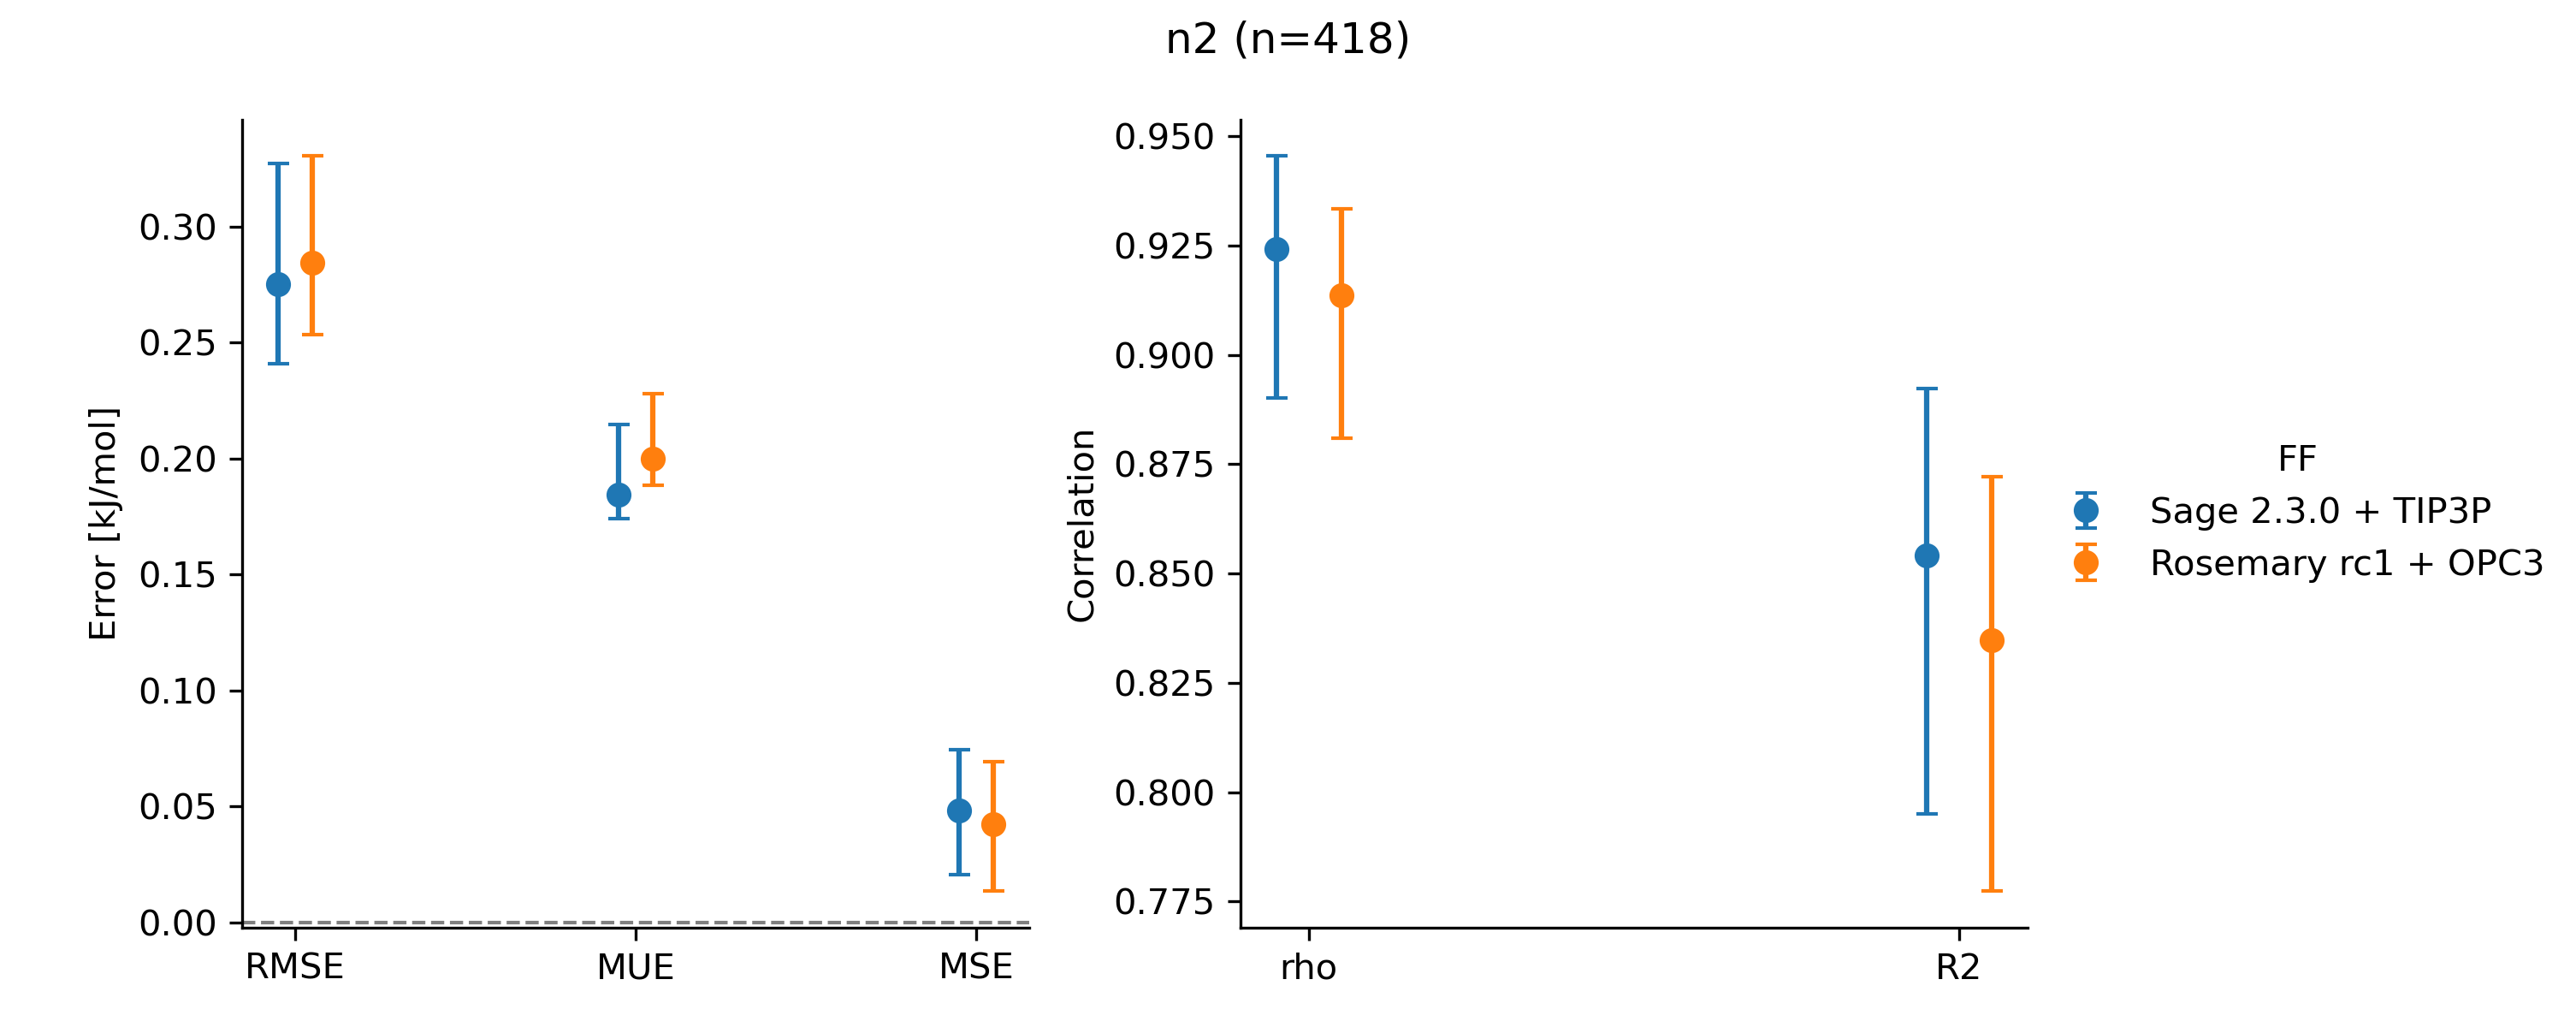 n2 (n=418)
Error [kJ/mol]
0.30
0.25
0.20
0.15
0.10
0.05
0.00
RMSE
MUE
MSE
Correlation
0.950
0.925
0.900
0.875
0.850
0.825
0.800
0.775
rho
R2
FF
Sage 2.3.0 + TIP3P
Rosemary rc1 + OPC3